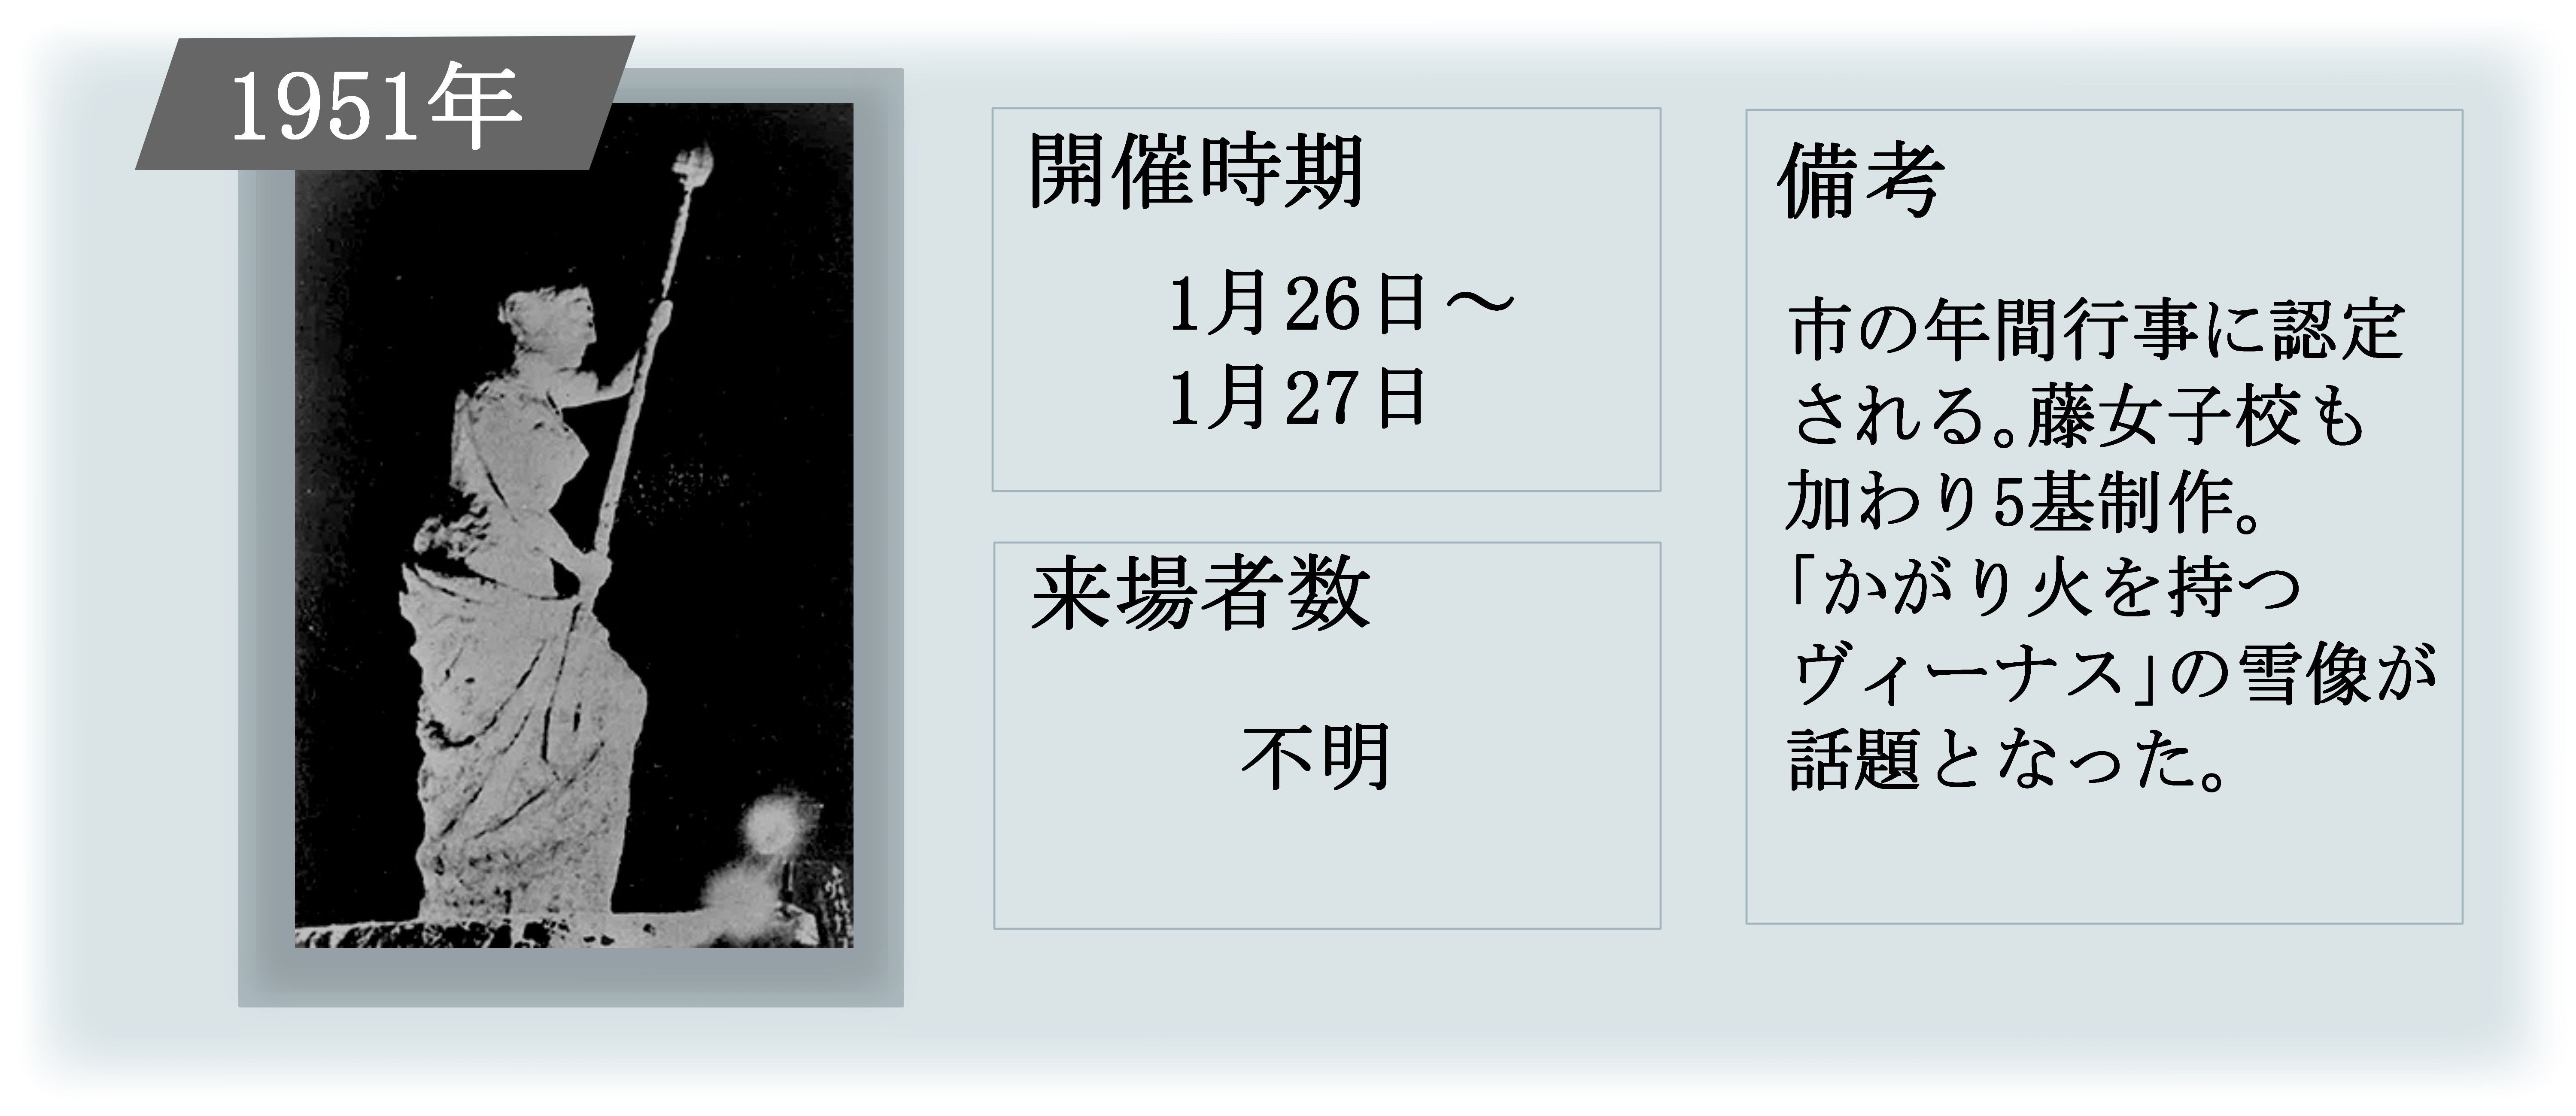 1951年
開催時期
1月26日～
1月27日
来場者数
不明
備考
市の年間行事に認定
される。藤女子校も
加わり5基制作。
「かがり火を持つ
ヴィーナス」の雪像が
話題となった。